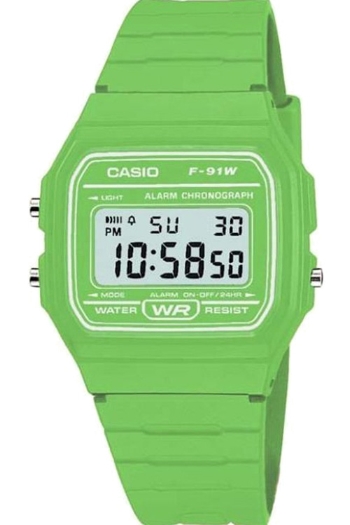 CASIO F-91W
LIGHT ALARM CHRONOGRAPH
PM SU 30
10:58 50
MODE ALARM ON-OFF/24HR
WATER WR RESIST